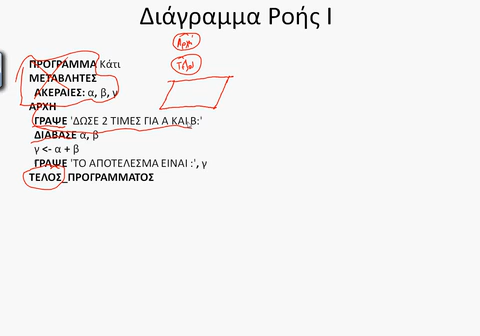 Διάγραμμα Ροής Ι
Αρχή
Τέλος
ΠΡΟΓΡΑΜΜΑ Κάτι
ΜΕΤΑΒΛΗΤΕΣ
ΑΚΕΡΑΙΕΣ: α, β, γ
ΑΡΧΗ
ΓΡΑΨΕ 'ΔΩΣΕ 2 ΤΙΜΕΣ ΓΙΑ Α ΚΑΙ Β:'
ΔΙΑΒΑΣΕ α, β
γ <- α + β
ΓΡΑΨΕ 'ΤΟ ΑΠΟΤΕΛΕΣΜΑ ΕΙΝΑΙ :', γ
ΤΕΛΟΣ_ΠΡΟΓΡΑΜΜΑΤΟΣ